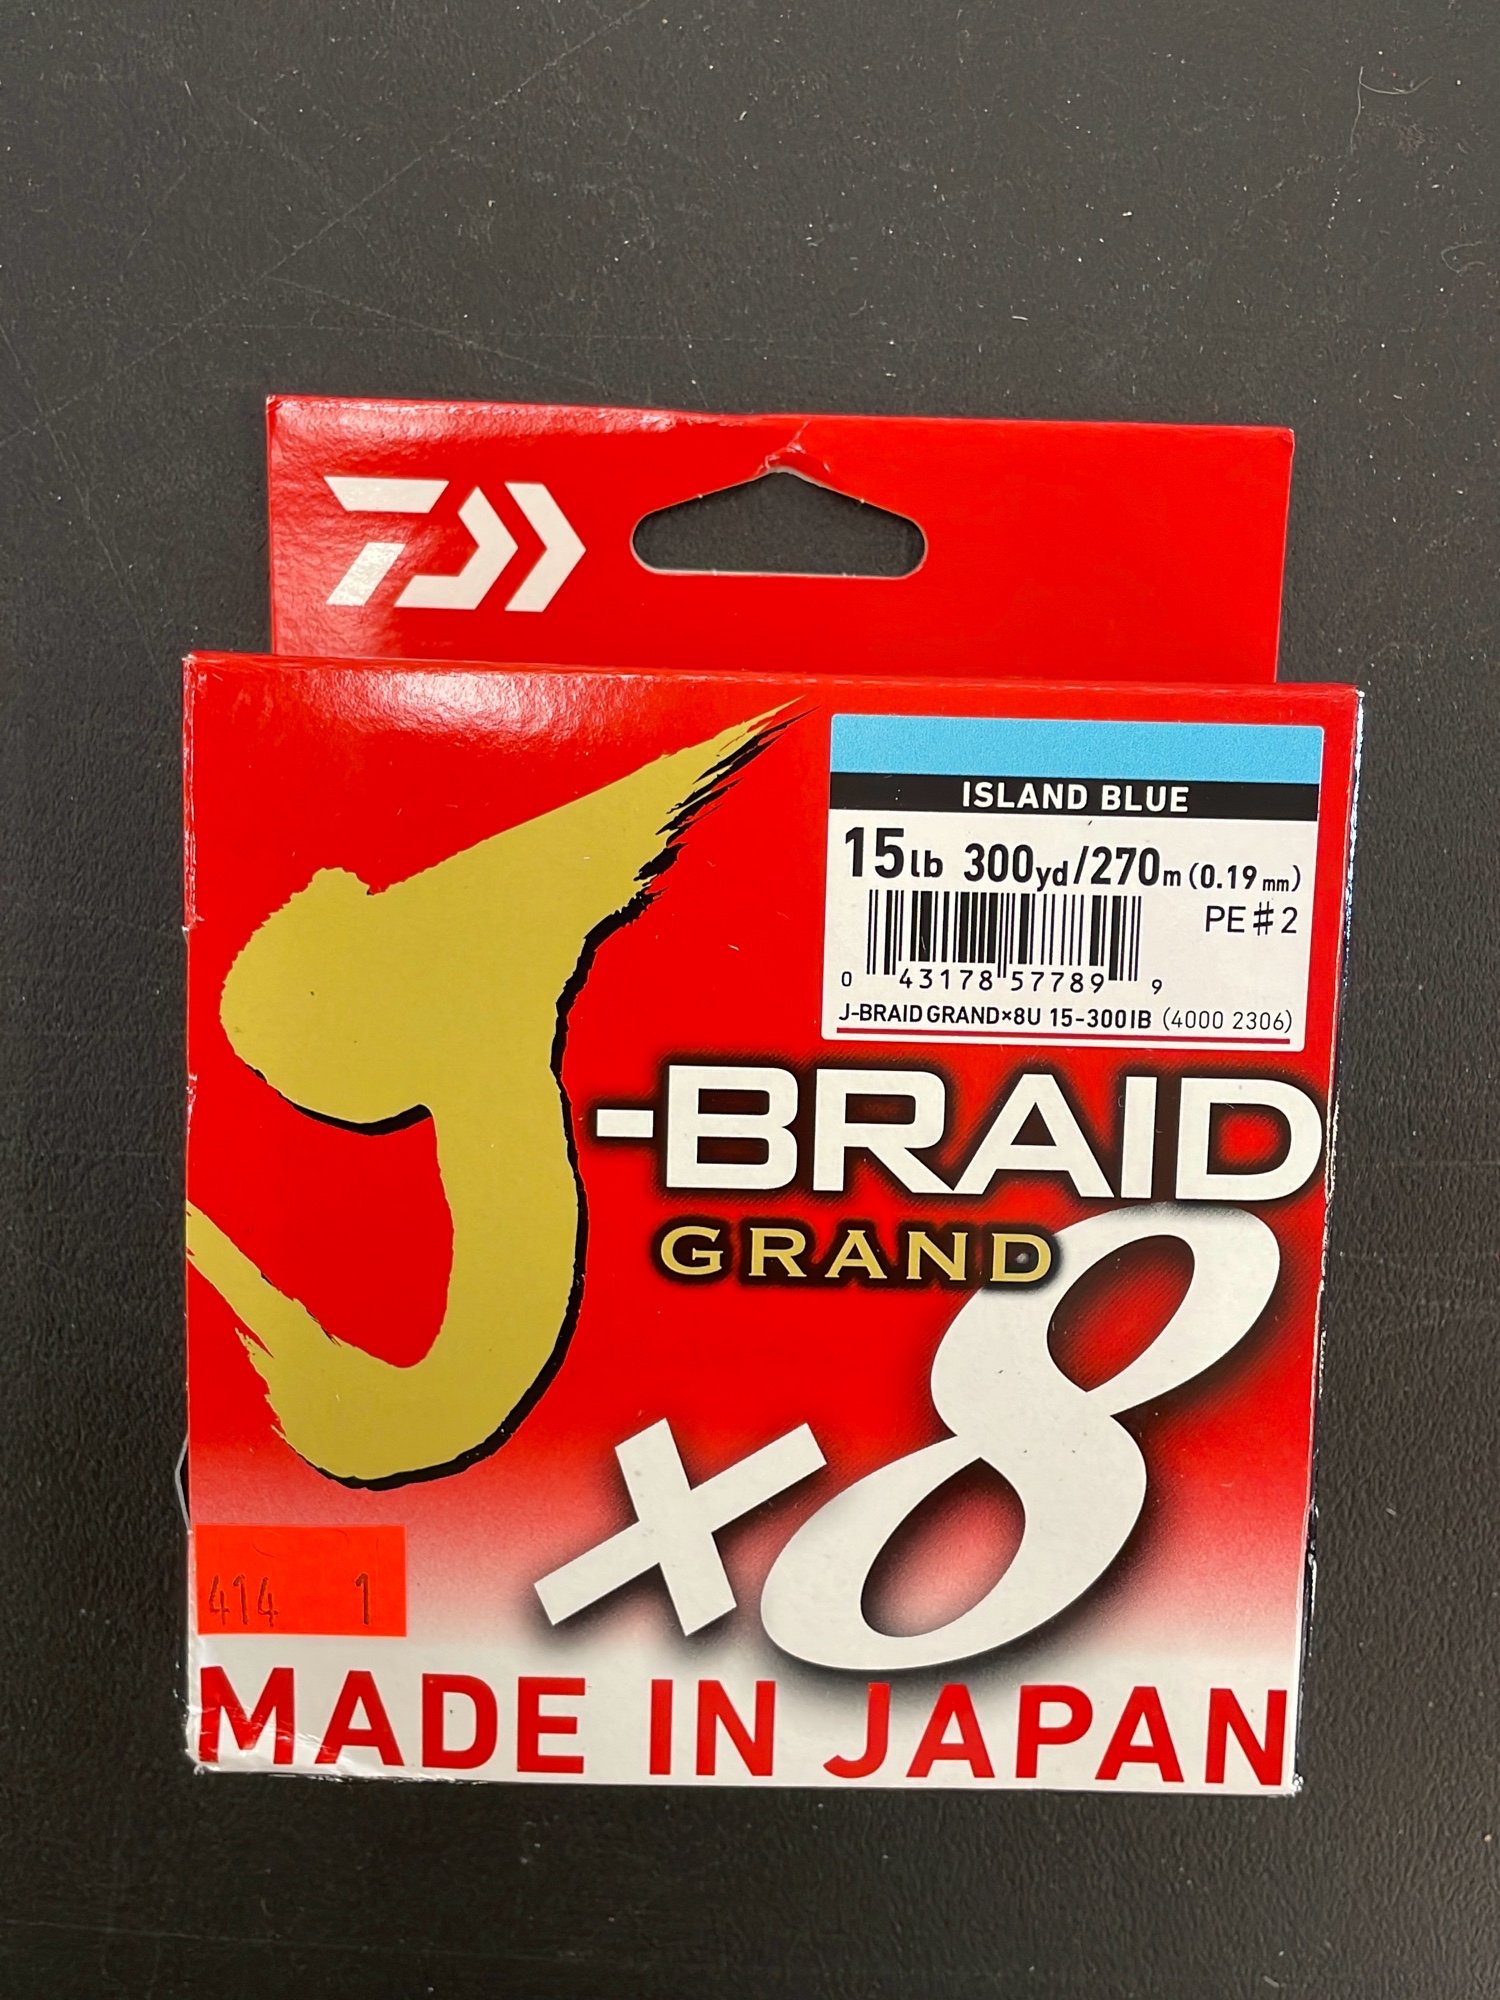 ISLAND BLUE
15lb 300yd/270m (0.19mm)
PE#2
0 43178 57789 9
J-BRAID GRAND×8U 15-300IB (4000 2306)
J-BRAID
GRAND
×8
414 1
MADE IN JAPAN